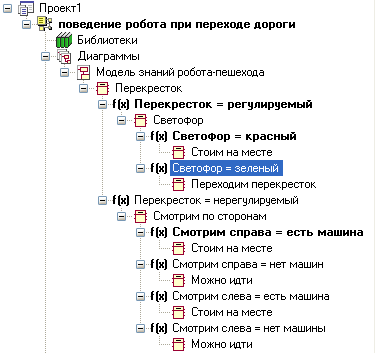 Проект1
поведение робота при переходе дороги
Библиотеки
Диаграммы
Модель знаний робота-пешехода
Перекресток
f(x) Перекресток = регулируемый
Светофор
f(x) Светофор = красный
Стоим на месте
f(x) Светофор = зеленый
Переходим перекресток
f(x) Перекресток = нерегулируемый
Смотрим по сторонам
f(x) Смотрим справа = есть машина
Стоим на месте
f(x) Смотрим справа = нет машин
Можно идти
f(x) Смотрим слева = есть машина
Стоим на месте
f(x) Смотрим слева = нет машины
Можно идти